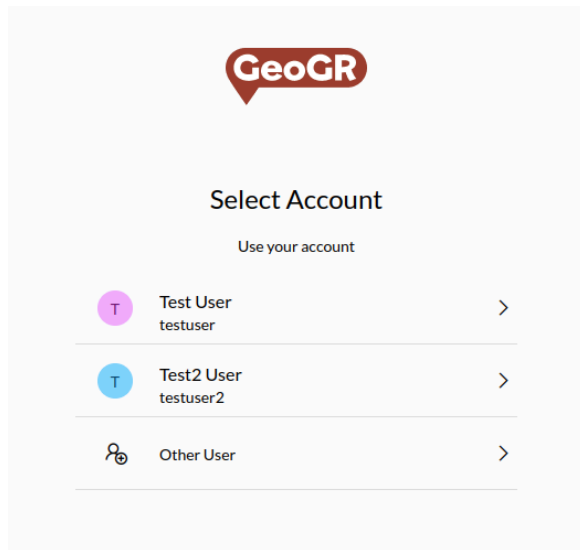 GeoGR
Select Account
Use your account
T
Test User
testuser
T
Test2 User
testuser2
Other User